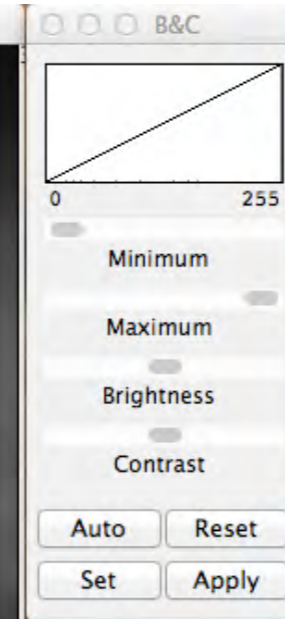 B&C
0 255
Minimum
Maximum
Brightness
Contrast
Auto Reset
Set Apply